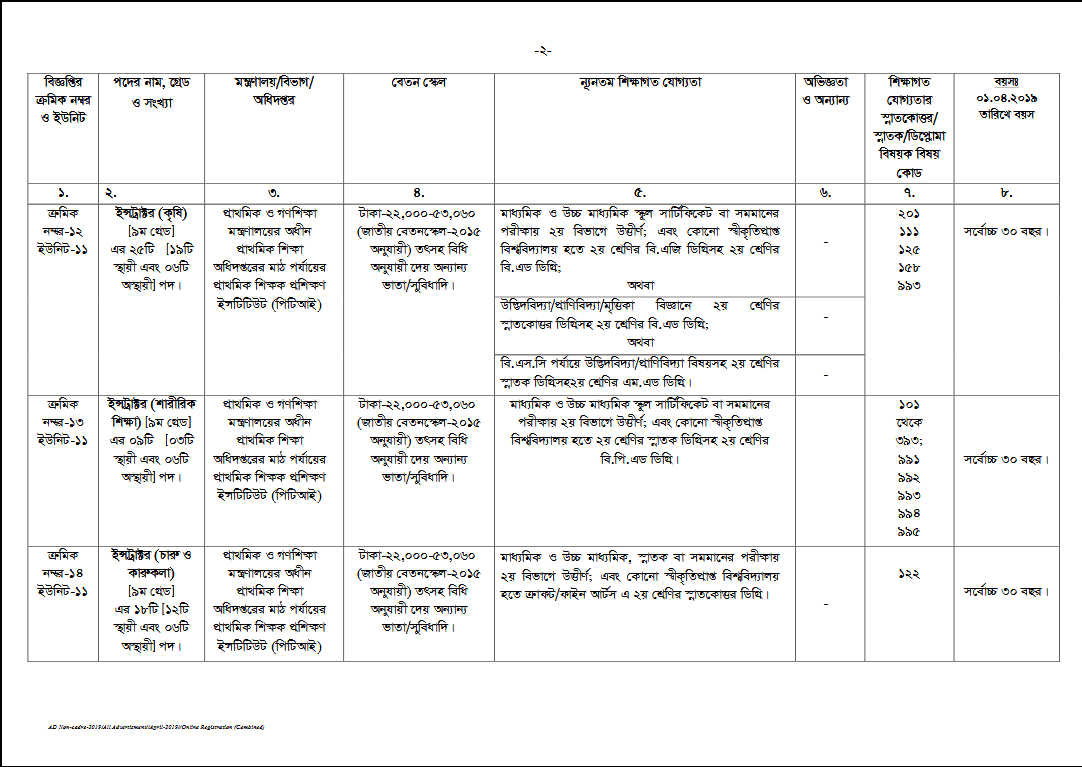 -২-
বিজ্ঞপ্তির
ক্রমিক নম্বর
ও ইউনিট
পদের নাম, গ্রেড
ও সংখ্যা
মন্ত্রণালয়/বিভাগ/
অধিদপ্তর
বেতন স্কেল
ন্যূনতম শিক্ষাগত যোগ্যতা
অভিজ্ঞতা
ও অন্যান্য
শিক্ষাগত
যোগ্যতার
স্নাতকোত্তর/
স্নাতক/ডিপ্লোমা
বিষয়ক বিষয়
কোড
বয়সঃ
০১.০৪.২০১৯
তারিখে বয়স
১.
২.
৩.
৪.
৫.
৬.
৭.
৮.
ক্রমিক
নম্বর-১২
ইউনিট-১১
ইন্সট্রাক্টর (কৃষি)
[৯ম গ্রেড]
এর ২৫টি [১৯টি
স্থায়ী এবং ০৬টি
অস্থায়ী] পদ।
প্রাথমিক ও গণশিক্ষা
মন্ত্রণালয়ের অধীন
প্রাথমিক শিক্ষা
অধিদপ্তরের মাঠ পর্যায়ের
প্রাথমিক শিক্ষক প্রশিক্ষণ
ইন্সটিটিউট (পিটিআই)
টাকা-২২,০০০-৫৩,০৬০
(জাতীয় বেতনস্কেল-২০১৫
অনুযায়ী) তৎসহ বিধি
অনুযায়ী দেয় অন্যান্য
ভাতা/সুবিধাদি।
মাধ্যমিক ও উচ্চ মাধ্যমিক স্কুল সার্টিফিকেট বা সমমানের
পরীক্ষায় ২য় বিভাগে উত্তীর্ণ; এবং কোনো স্বীকৃতিপ্রাপ্ত
বিশ্ববিদ্যালয় হতে ২য় শ্রেণির বি.এজি ডিগ্রিসহ ২য় শ্রেণির
বি.এড ডিগ্রি;
অথবা
-
উদ্ভিদবিদ্যা/প্রাণিবিদ্যা/মৃত্তিকা বিজ্ঞানে ২য় শ্রেণির
স্নাতকোত্তর ডিগ্রিসহ ২য় শ্রেণির বি.এড ডিগ্রি;
অথবা
-
বি.এস.সি পর্যায়ে উদ্ভিদবিদ্যা/প্রাণিবিদ্যা বিষয়সহ ২য় শ্রেণির
স্নাতক ডিগ্রিসহ২য় শ্রেণির এম.এড ডিগ্রি।
-
২০১
১১১
১২৫
১৫৮
৯৯৩
সর্বোচ্চ ৩০ বছর।
ক্রমিক
নম্বর-১৩
ইউনিট-১১
ইন্সট্রাক্টর (শারীরিক
শিক্ষা) [৯ম গ্রেড]
এর ০৯টি [০৩টি
স্থায়ী এবং ০৬টি
অস্থায়ী] পদ।
প্রাথমিক ও গণশিক্ষা
মন্ত্রণালয়ের অধীন
প্রাথমিক শিক্ষা
অধিদপ্তরের মাঠ পর্যায়ের
প্রাথমিক শিক্ষক প্রশিক্ষণ
ইন্সটিটিউট (পিটিআই)
টাকা-২২,০০০-৫৩,০৬০
(জাতীয় বেতনস্কেল-২০১৫
অনুযায়ী) তৎসহ বিধি
অনুযায়ী দেয় অন্যান্য
ভাতা/সুবিধাদি।
মাধ্যমিক ও উচ্চ মাধ্যমিক স্কুল সার্টিফিকেট বা সমমানের
পরীক্ষায় ২য় বিভাগে উত্তীর্ণ; এবং কোনো স্বীকৃতিপ্রাপ্ত
বিশ্ববিদ্যালয় হতে ২য় শ্রেণির স্নাতক ডিগ্রিসহ ২য় শ্রেণির
বি.পি.এড ডিগ্রি।
১০১
থেকে
৩৯৩;
৯৯১
৯৯২
৯৯৩
৯৯৪
৯৯৫
সর্বোচ্চ ৩০ বছর।
ক্রমিক
নম্বর-১৪
ইউনিট-১১
ইন্সট্রাক্টর (চারু ও
কারুকলা)
[৯ম গ্রেড]
এর ১৮টি [১২টি
স্থায়ী এবং ০৬টি
অস্থায়ী] পদ।
প্রাথমিক ও গণশিক্ষা
মন্ত্রণালয়ের অধীন
প্রাথমিক শিক্ষা
অধিদপ্তরের মাঠ পর্যায়ের
প্রাথমিক শিক্ষক প্রশিক্ষণ
ইন্সটিটিউট (পিটিআই)
টাকা-২২,০০০-৫৩,০৬০
(জাতীয় বেতনস্কেল-২০১৫
অনুযায়ী) তৎসহ বিধি
অনুযায়ী দেয় অন্যান্য
ভাতা/সুবিধাদি।
মাধ্যমিক ও উচ্চ মাধ্যমিক, স্নাতক বা সমমানের পরীক্ষায়
২য় বিভাগে উত্তীর্ণ; এবং কোনো স্বীকৃতিপ্রাপ্ত বিশ্ববিদ্যালয়
হতে ক্রাফট/ফাইন আর্টস এ ২য় শ্রেণির স্নাতকোত্তর ডিগ্রি।
-
১২২
সর্বোচ্চ ৩০ বছর।
AD Non-cadre-2019/All Advertisment/April-2019//Online Registration (Combined)